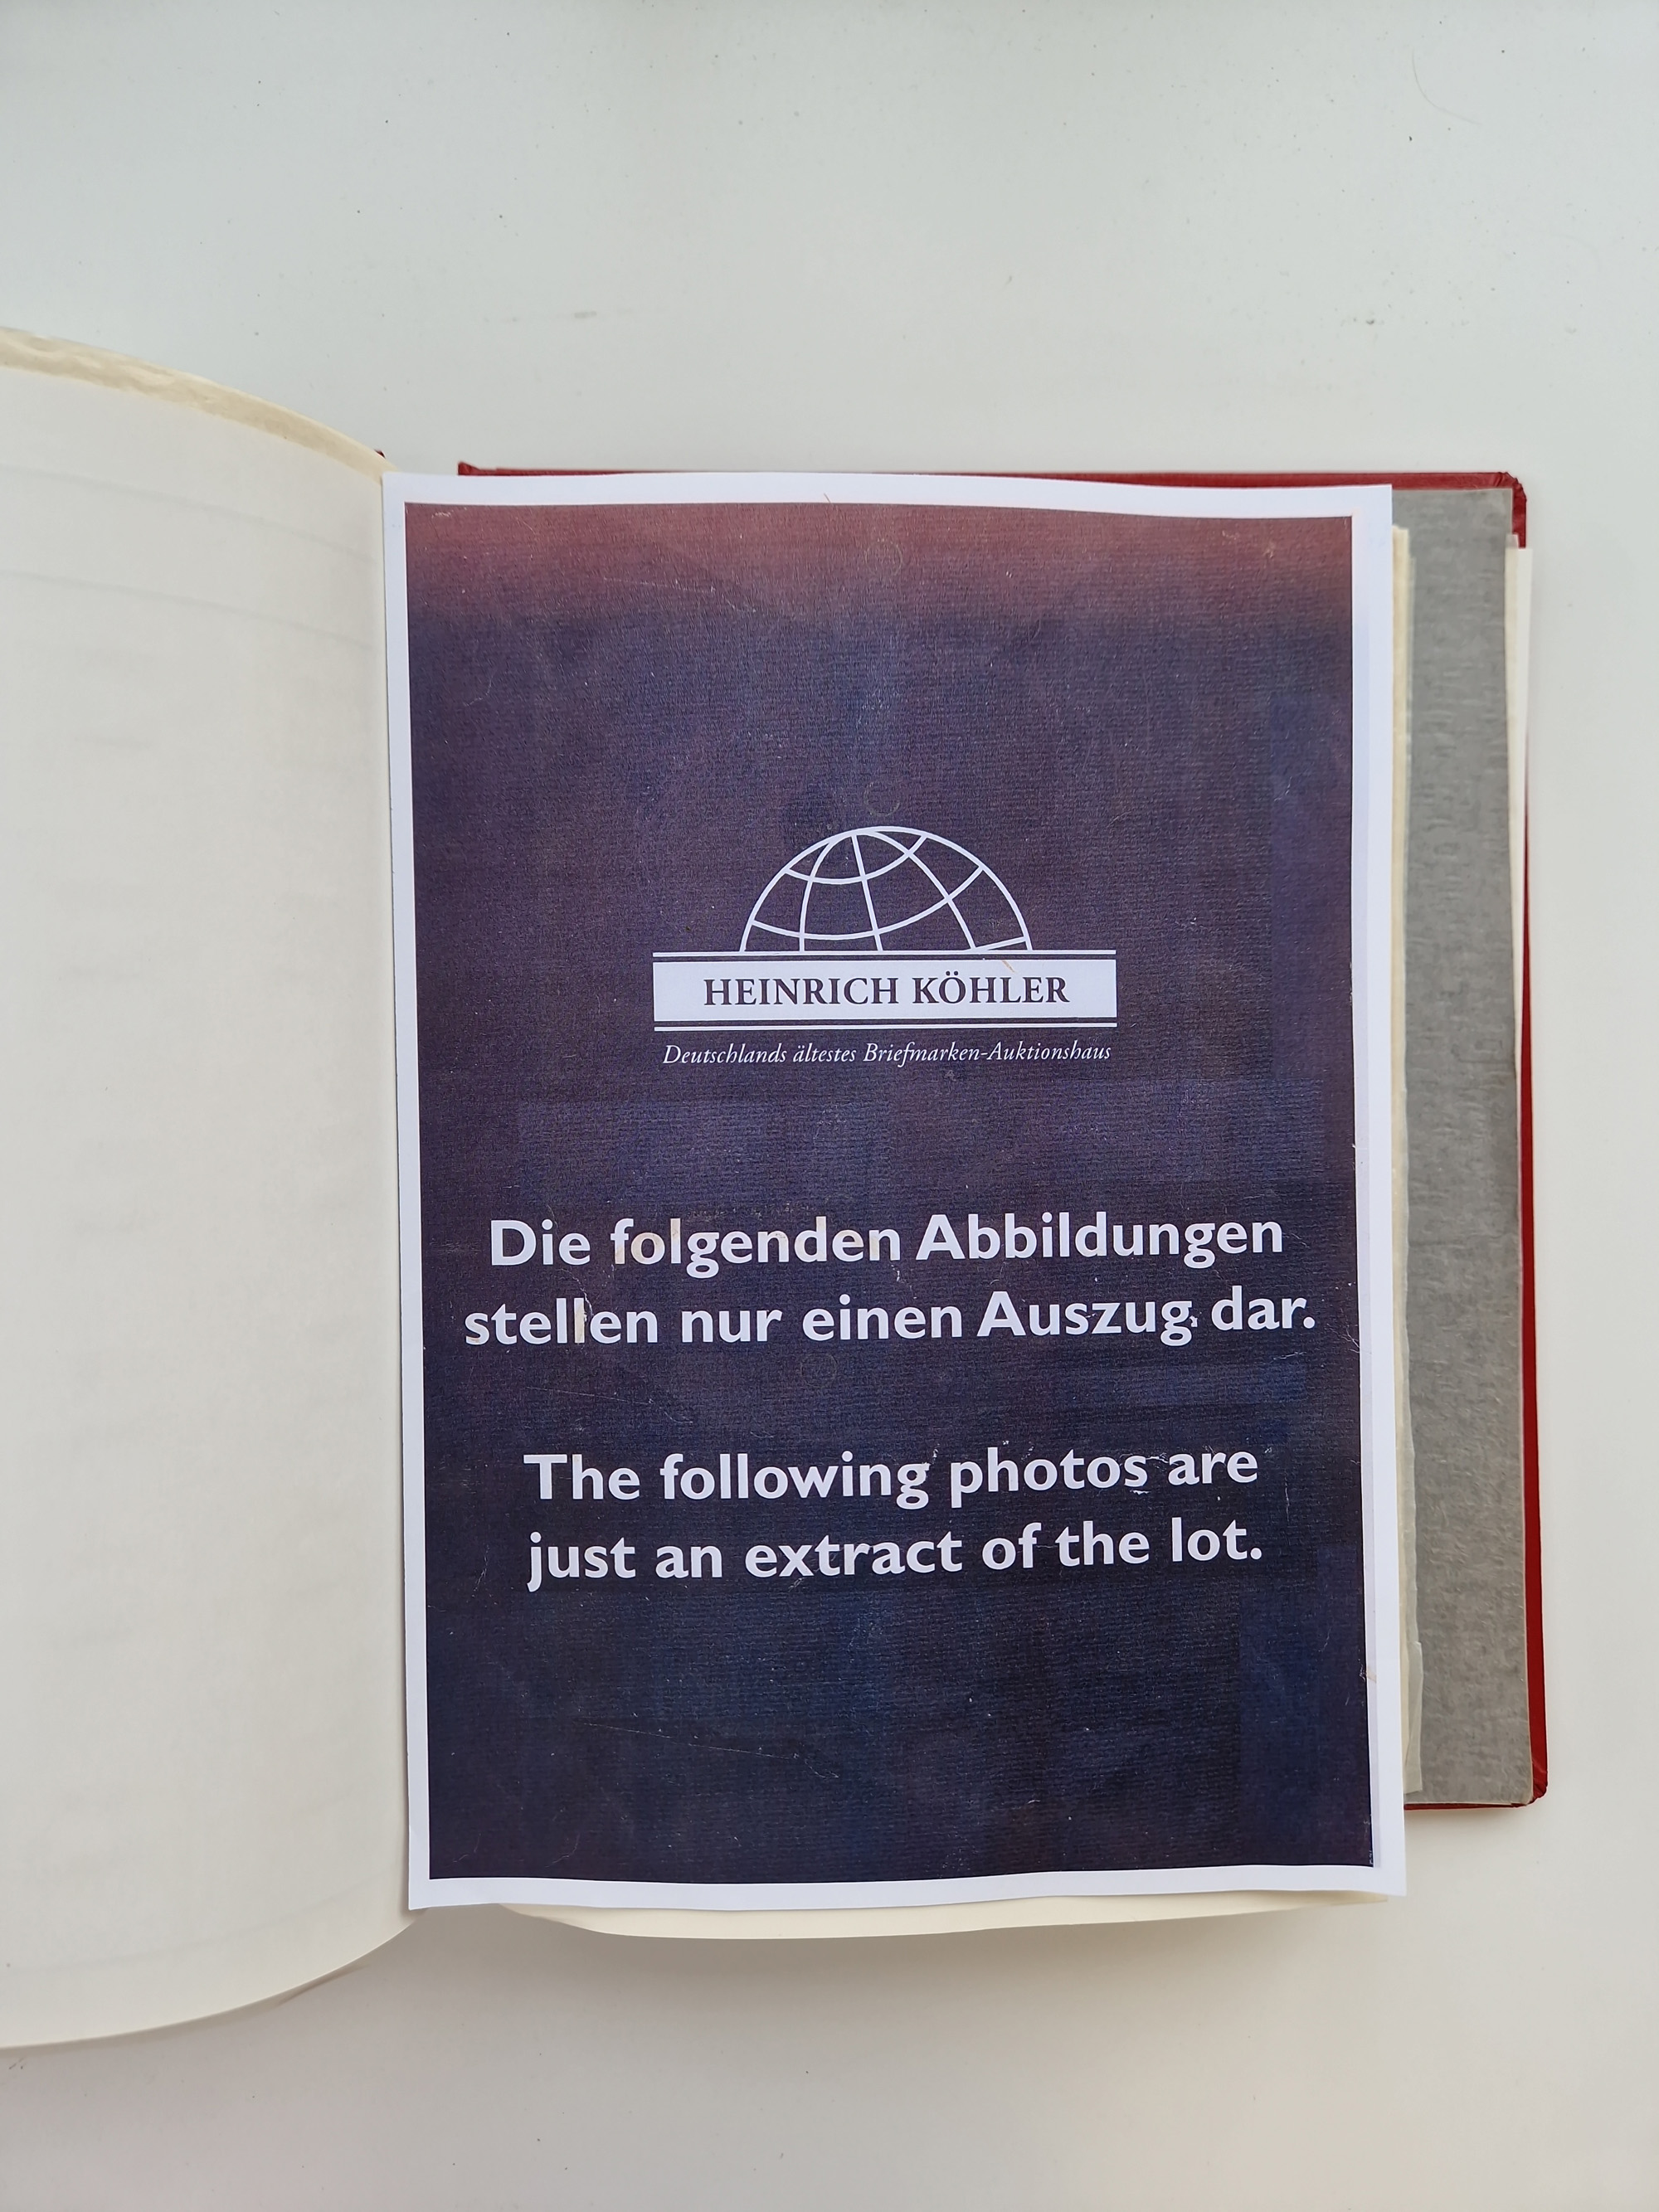 HEINRICH KÖHLER
Deutschlands ältestes Briefmarken-Auktionshaus
Die folgenden Abbildungen
stellen nur einen Auszug dar.
The following photos are
just an extract of the lot.